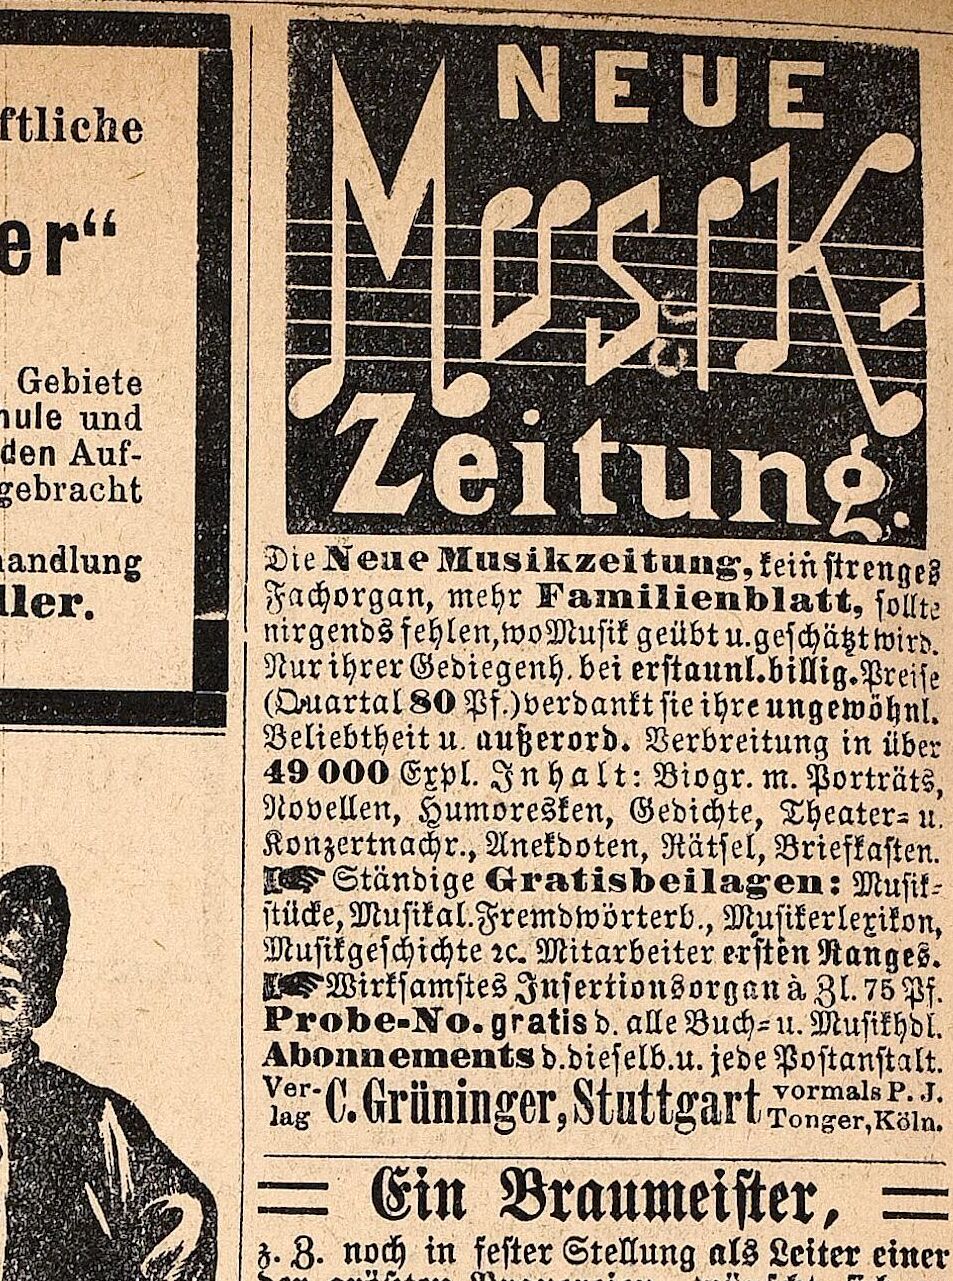 ftliche
er“
Gebiete
hule und
den Auf-
gebracht
handlung
ller.
NEUE
MUSIK-
Zeitung.
Die Neue Musikzeitung, kein strenges
Fachorgan, mehr Familienblatt, sollte
nirgends fehlen, wo Musik geübt u. geschätzt wird.
Nur ihrer Gediegenh. bei erstaunl. billig. Preise
(Quartal 80 Pf.) verdankt sie ihre ungewöhnl.
Beliebtheit u. außerord. Verbreitung in über
49 000 Expl. Inhalt: Biogr. m. Porträts,
Novellen, Humoresken, Gedichte, Theater- u.
Konzertnachr., Anekdoten, Rätsel, Briefkasten.
☛ Ständige Gratisbeilagen: Musik-
stücke, Musikal. Fremdwörterb., Musikerlexikon,
Musikgeschichte ꝛc. Mitarbeiter ersten Ranges.
☛ Wirksamstes Insertionsorgan à Zl. 75 Pf.
Probe-No. gratis d. alle Buch- u. Musikhdl.
Abonnements d. dieselb. u. jede Postanstalt.
Ver-lag C. Grüninger, Stuttgart vormals P. J. Tonger, Köln.
Ein Braumeister,
z. Z. noch in fester Stellung als Leiter einer